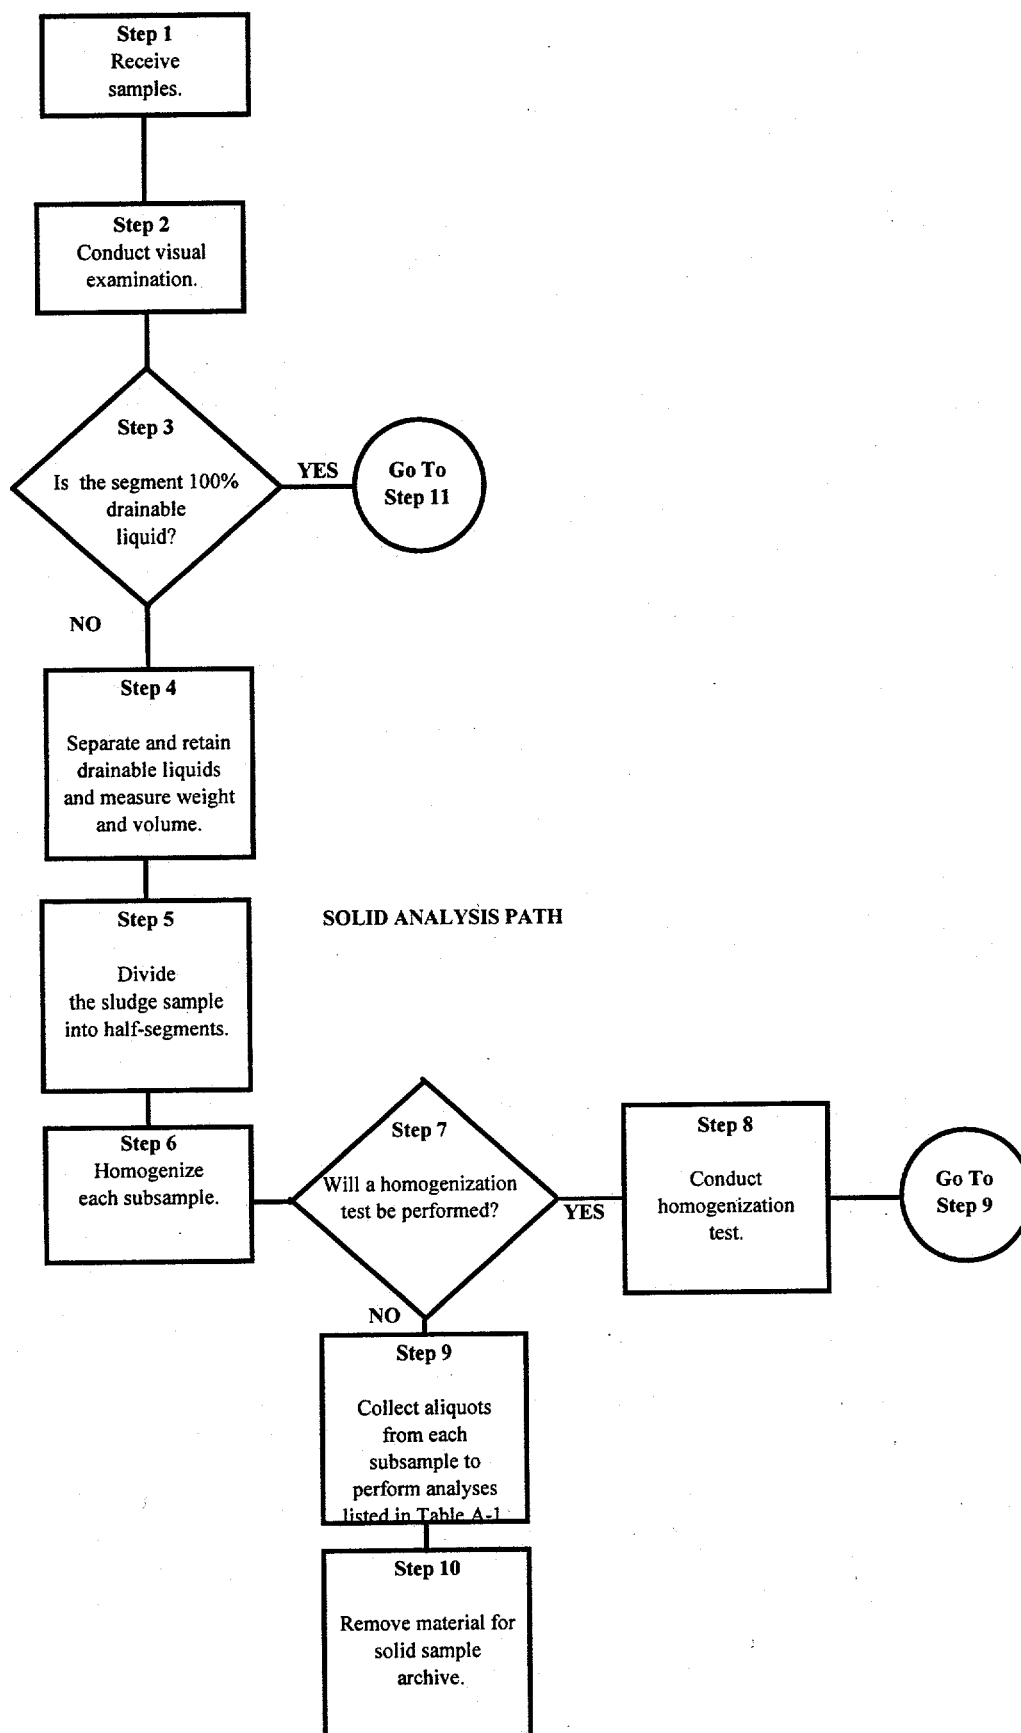 Step 1
Receive
samples.
Step 2
Conduct visual
examination.
Step 3
Is the segment 100%
drainable
liquid?
YES
Go To
Step 11
NO
Step 4
Separate and retain
drainable liquids
and measure weight
and volume.
Step 5
Divide
the sludge sample
into half-segments.
SOLID ANALYSIS PATH
Step 6
Homogenize
each subsample.
Step 7
Will a homogenization
test be performed?
YES
Step 8
Conduct
homogenization
test.
Go To
Step 9
NO
Step 9
Collect aliquots
from each
subsample to
perform analyses
listed in Table A-1
Step 10
Remove material for
solid sample
archive.